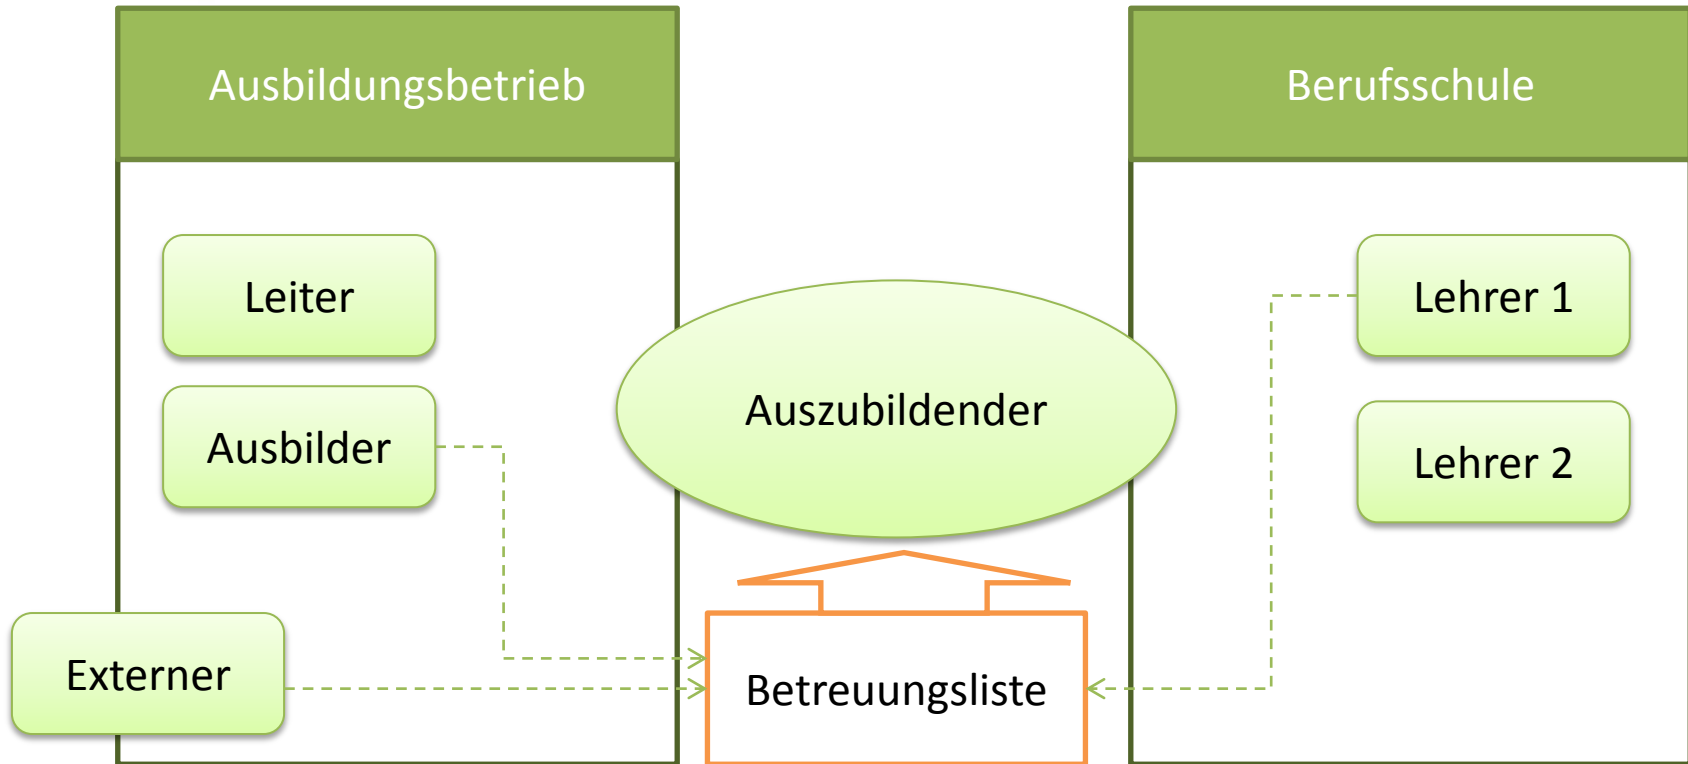 Ausbildungsbetrieb
Berufsschule
Leiter
Lehrer 1
Auszubildender
Ausbilder
Lehrer 2
Externer
Betreuungsliste